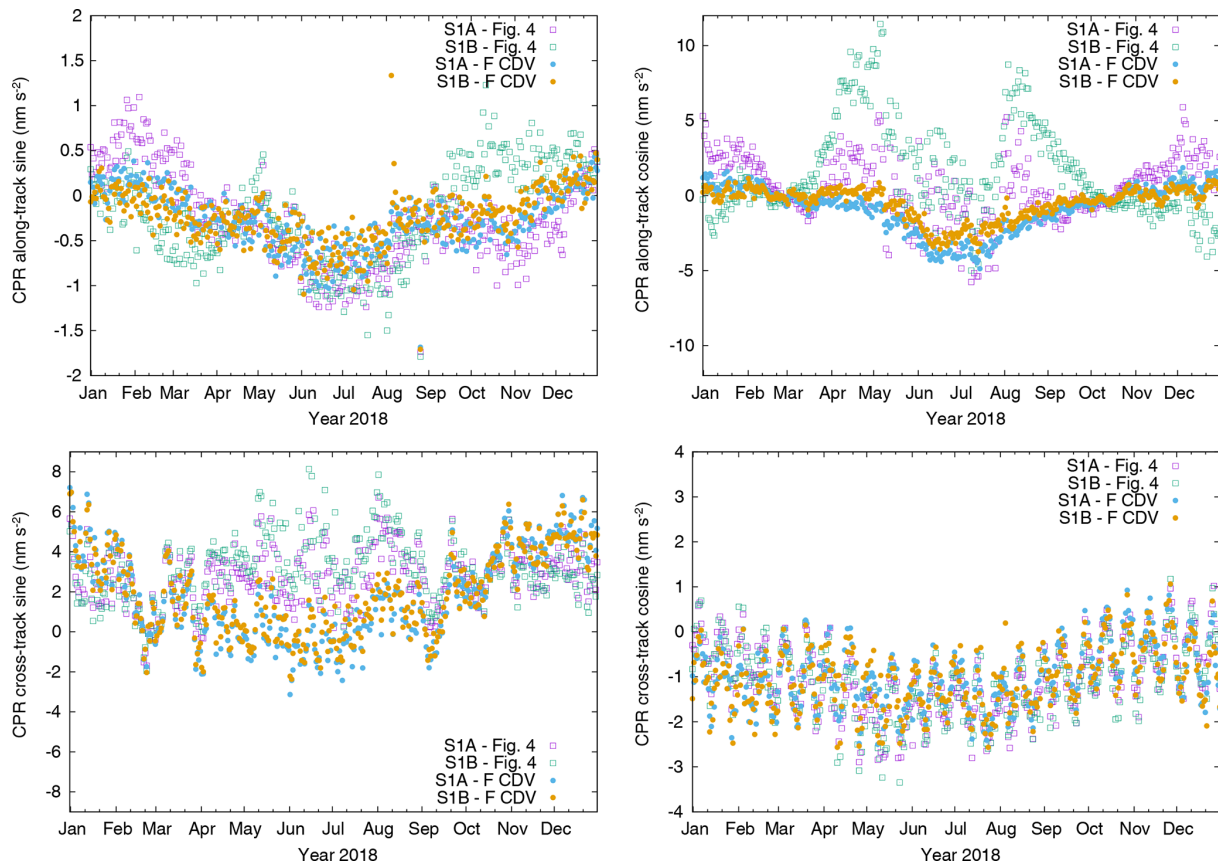 CPR along-track sine (nm s⁻²)
2
1.5
1
0.5
0
-0.5
-1
-1.5
-2
S1A - Fig. 4
S1B - Fig. 4
S1A - F CDV
S1B - F CDV
Jan Feb Mar Apr May Jun Jul Aug Sep Oct Nov Dec
Year 2018
CPR along-track cosine (nm s⁻²)
10
5
0
-5
-10
S1A - Fig. 4
S1B - Fig. 4
S1A - F CDV
S1B - F CDV
Jan Feb Mar Apr May Jun Jul Aug Sep Oct Nov Dec
Year 2018
CPR cross-track sine (nm s⁻²)
8
6
4
2
0
-2
-4
-6
-8
S1A - Fig. 4
S1B - Fig. 4
S1A - F CDV
S1B - F CDV
Jan Feb Mar Apr May Jun Jul Aug Sep Oct Nov Dec
Year 2018
CPR cross-track cosine (nm s⁻²)
4
3
2
1
0
-1
-2
-3
-4
S1A - Fig. 4
S1B - Fig. 4
S1A - F CDV
S1B - F CDV
Jan Feb Mar Apr May Jun Jul Aug Sep Oct Nov Dec
Year 2018